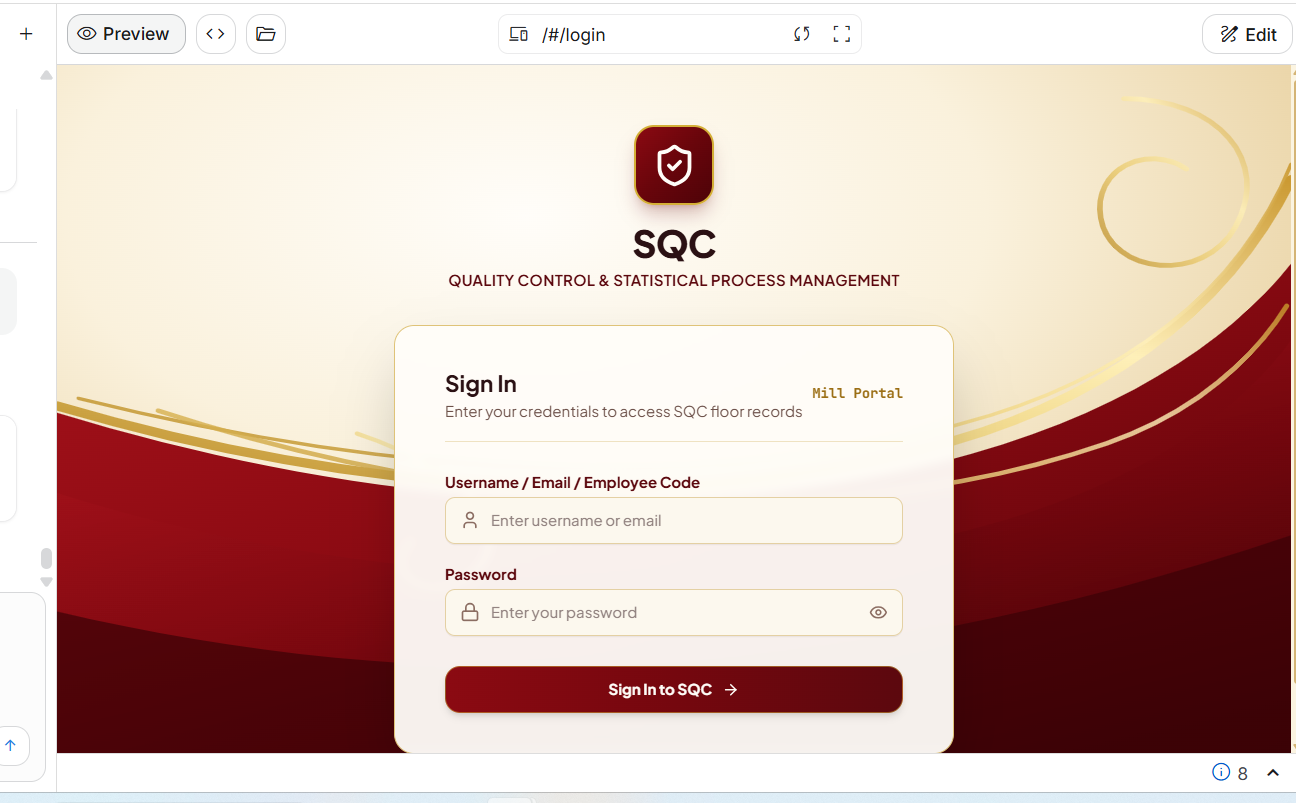 Preview
/#/login
Edit
SQC
QUALITY CONTROL & STATISTICAL PROCESS MANAGEMENT
Sign In
Mill Portal
Enter your credentials to access SQC floor records
Username / Email / Employee Code
Enter username or email
Password
Enter your password
Sign In to SQC
8